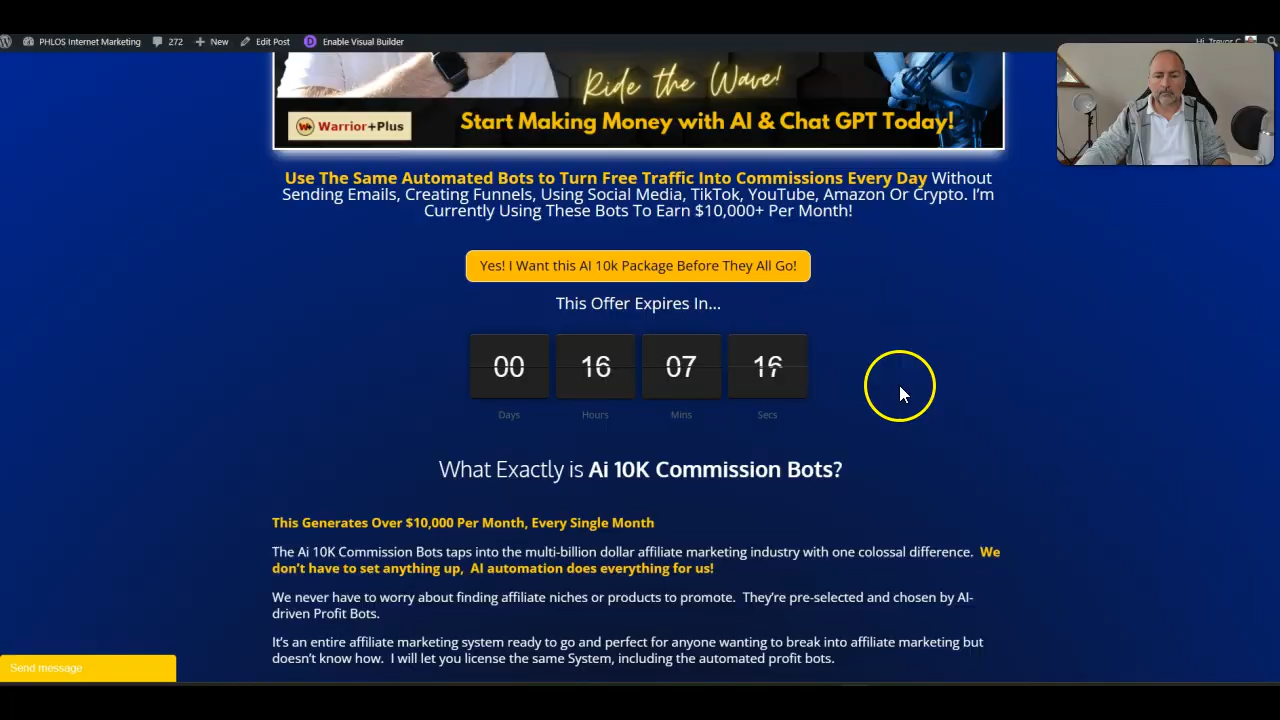 PHLOS Internet Marketing 272 New Edit Post Enable Visual Builder Hi, Trevor C
Ride the Wave!
Warrior+Plus
Start Making Money with AI & Chat GPT Today!
Use The Same Automated Bots to Turn Free Traffic Into Commissions Every Day Without
Sending Emails, Creating Funnels, Using Social Media, TikTok, YouTube, Amazon Or Crypto. I'm
Currently Using These Bots To Earn $10,000+ Per Month!
Yes! I Want this AI 10k Package Before They All Go!
This Offer Expires In...
00 16 07
Days Hours Mins Secs
What Exactly is Ai 10K Commission Bots?
This Generates Over $10,000 Per Month, Every Single Month
The Ai 10K Commission Bots taps into the multi-billion dollar affiliate marketing industry with one colossal difference. We
don't have to set anything up, AI automation does everything for us!
We never have to worry about finding affiliate niches or products to promote. They're pre-selected and chosen by AI-
driven Profit Bots.
It's an entire affiliate marketing system ready to go and perfect for anyone wanting to break into affiliate marketing but
doesn't know how. I will let you license the same System, including the automated profit bots.
Send message